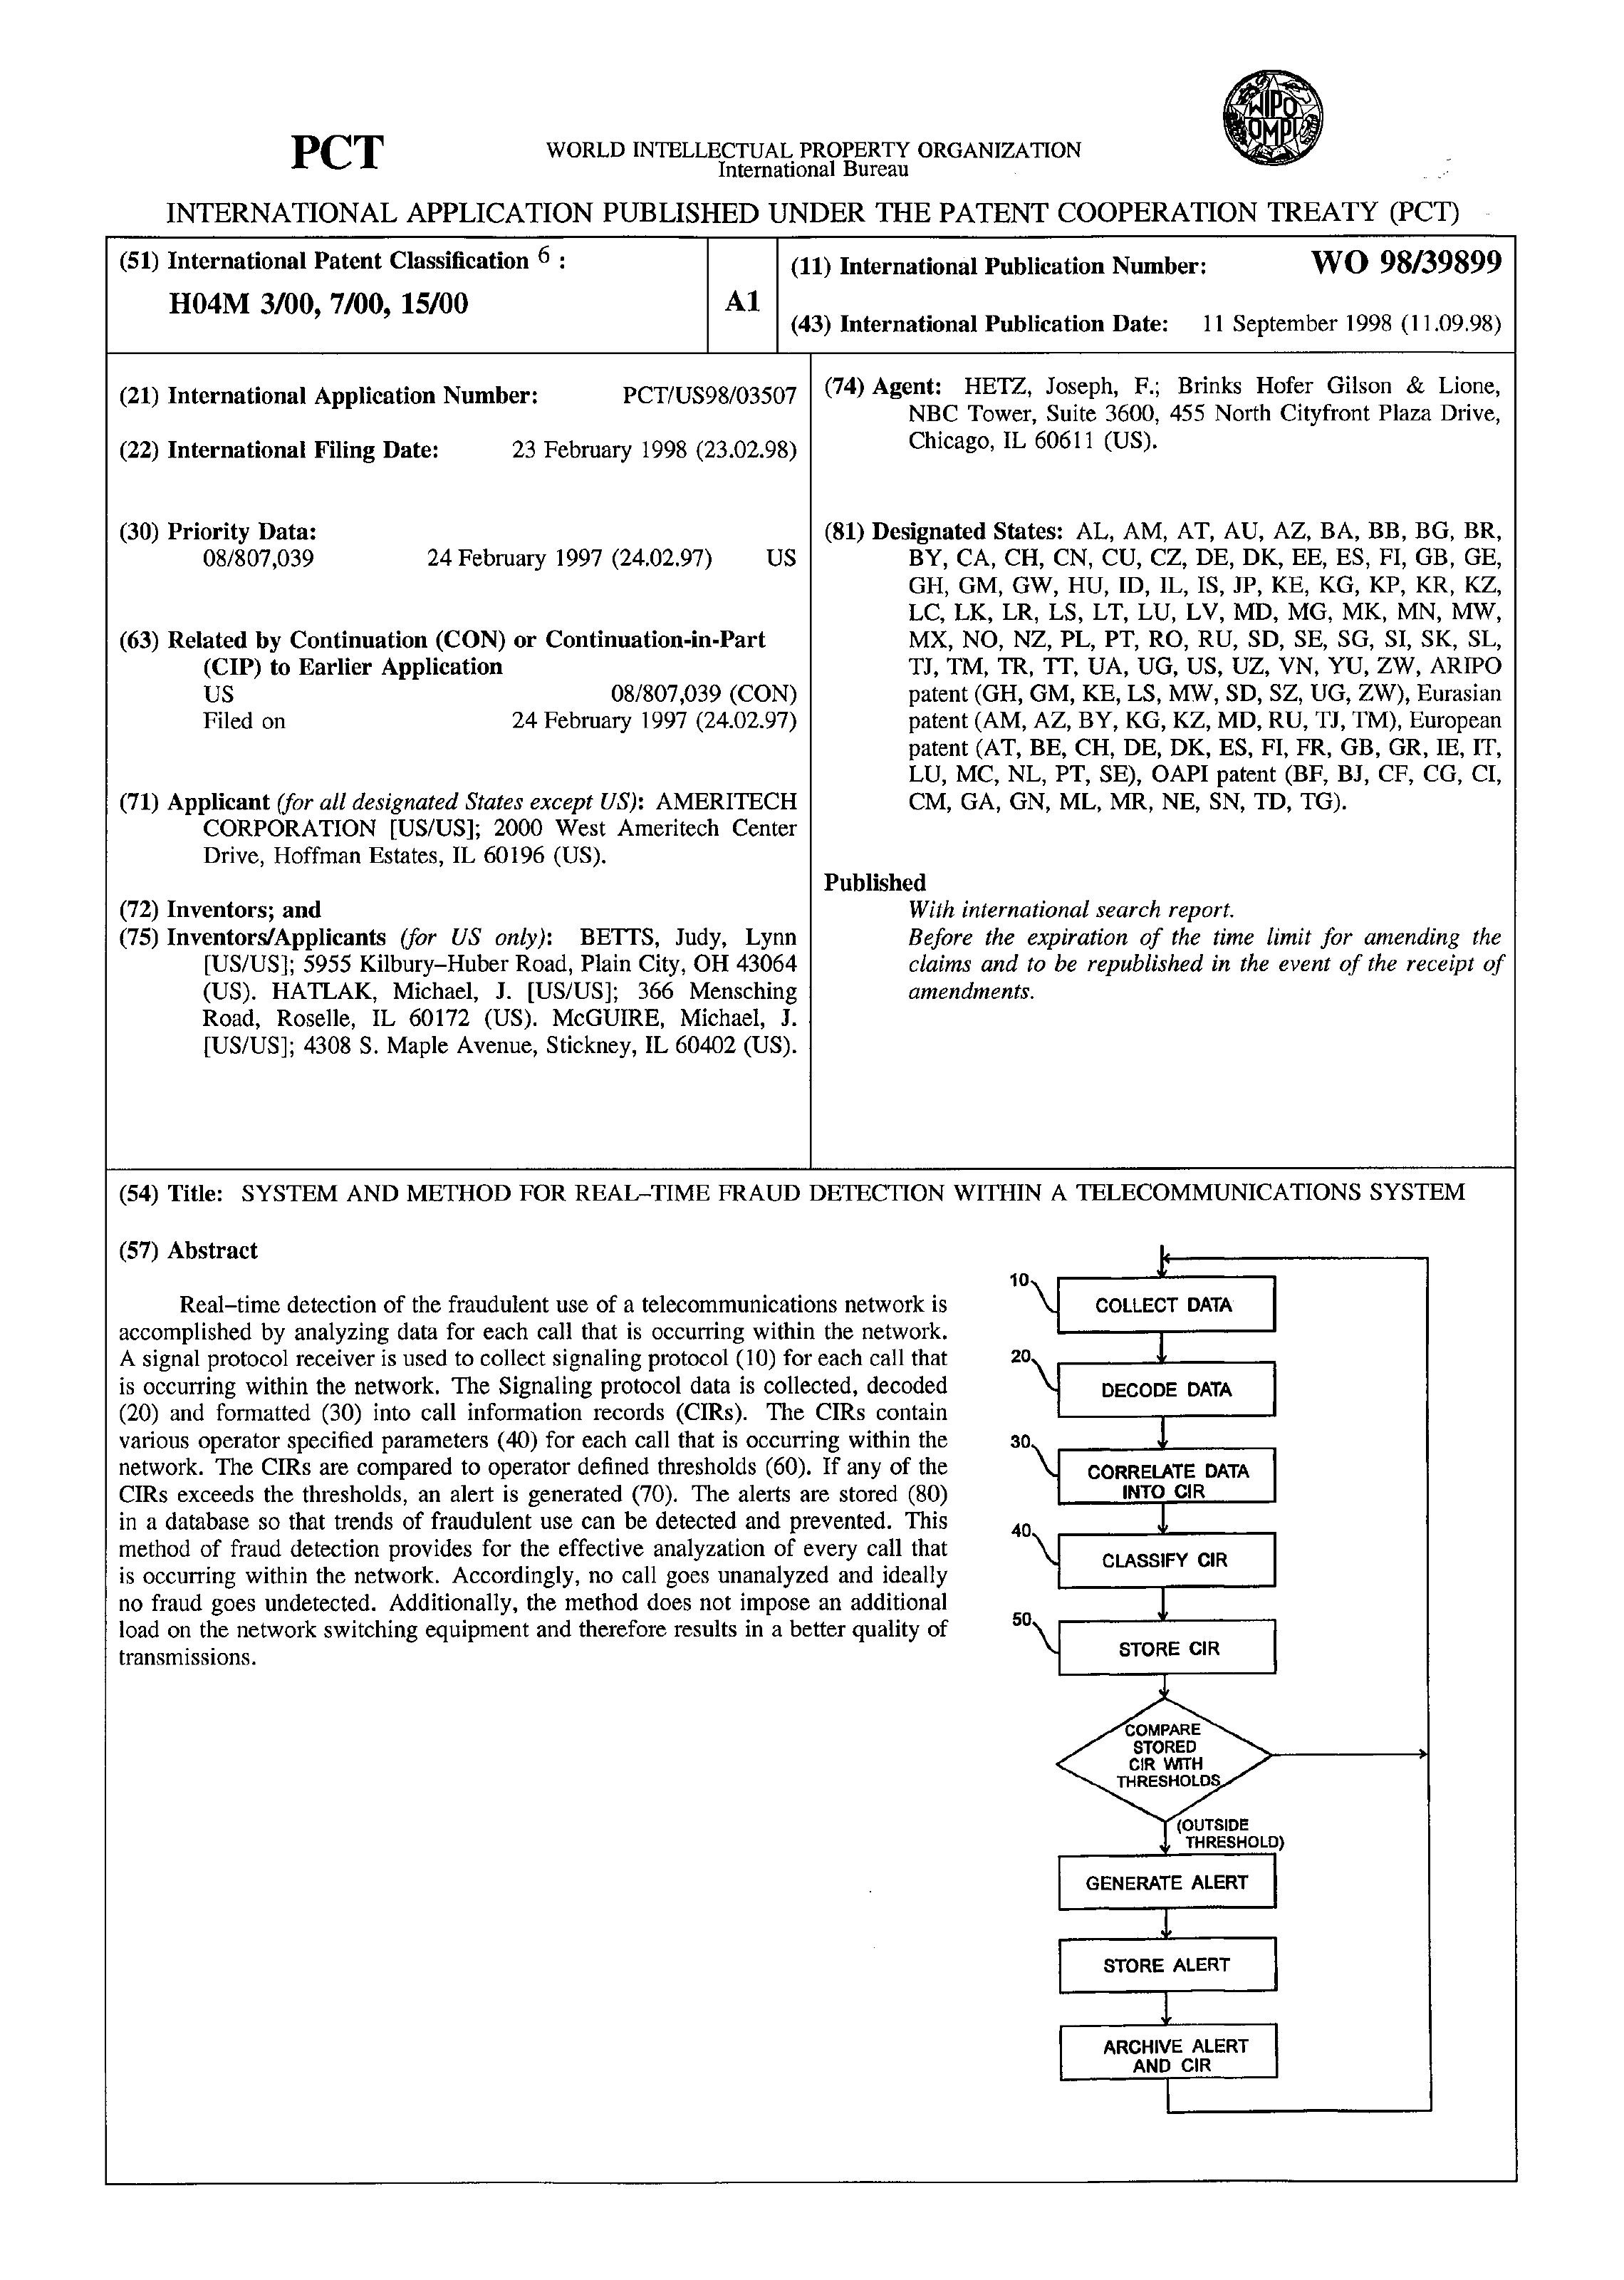 WIPO
OMPI
PCT
WORLD INTELLECTUAL PROPERTY ORGANIZATION
International Bureau
INTERNATIONAL APPLICATION PUBLISHED UNDER THE PATENT COOPERATION TREATY (PCT)
(51) International Patent Classification 6 :
H04M 3/00, 7/00, 15/00
A1
(11) International Publication Number: WO 98/39899
(43) International Publication Date: 11 September 1998 (11.09.98)
(21) International Application Number: PCT/US98/03507
(22) International Filing Date: 23 February 1998 (23.02.98)
(30) Priority Data:
08/807,039 24 February 1997 (24.02.97) US
(63) Related by Continuation (CON) or Continuation-in-Part
(CIP) to Earlier Application
US 08/807,039 (CON)
Filed on 24 February 1997 (24.02.97)
(71) Applicant (for all designated States except US): AMERITECH
CORPORATION [US/US]; 2000 West Ameritech Center
Drive, Hoffman Estates, IL 60196 (US).
(72) Inventors; and
(75) Inventors/Applicants (for US only): BETTS, Judy, Lynn
[US/US]; 5955 Kilbury–Huber Road, Plain City, OH 43064
(US). HATLAK, Michael, J. [US/US]; 366 Mensching
Road, Roselle, IL 60172 (US). McGUIRE, Michael, J.
[US/US]; 4308 S. Maple Avenue, Stickney, IL 60402 (US).
(74) Agent: HETZ, Joseph, F.; Brinks Hofer Gilson & Lione,
NBC Tower, Suite 3600, 455 North Cityfront Plaza Drive,
Chicago, IL 60611 (US).
(81) Designated States: AL, AM, AT, AU, AZ, BA, BB, BG, BR,
BY, CA, CH, CN, CU, CZ, DE, DK, EE, ES, FI, GB, GE,
GH, GM, GW, HU, ID, IL, IS, JP, KE, KG, KP, KR, KZ,
LC, LK, LR, LS, LT, LU, LV, MD, MG, MK, MN, MW,
MX, NO, NZ, PL, PT, RO, RU, SD, SE, SG, SI, SK, SL,
TJ, TM, TR, TT, UA, UG, US, UZ, VN, YU, ZW, ARIPO
patent (GH, GM, KE, LS, MW, SD, SZ, UG, ZW), Eurasian
patent (AM, AZ, BY, KG, KZ, MD, RU, TJ, TM), European
patent (AT, BE, CH, DE, DK, ES, FI, FR, GB, GR, IE, IT,
LU, MC, NL, PT, SE), OAPI patent (BF, BJ, CF, CG, CI,
CM, GA, GN, ML, MR, NE, SN, TD, TG).
Published
With international search report.
Before the expiration of the time limit for amending the
claims and to be republished in the event of the receipt of
amendments.
(54) Title: SYSTEM AND METHOD FOR REAL–TIME FRAUD DETECTION WITHIN A TELECOMMUNICATIONS SYSTEM
(57) Abstract
Real–time detection of the fraudulent use of a telecommunications network is
accomplished by analyzing data for each call that is occurring within the network.
A signal protocol receiver is used to collect signaling protocol (10) for each call that
is occurring within the network. The Signaling protocol data is collected, decoded
(20) and formatted (30) into call information records (CIRs). The CIRs contain
various operator specified parameters (40) for each call that is occurring within the
network. The CIRs are compared to operator defined thresholds (60). If any of the
CIRs exceeds the thresholds, an alert is generated (70). The alerts are stored (80)
in a database so that trends of fraudulent use can be detected and prevented. This
method of fraud detection provides for the effective analyzation of every call that
is occurring within the network. Accordingly, no call goes unanalyzed and ideally
no fraud goes undetected. Additionally, the method does not impose an additional
load on the network switching equipment and therefore results in a better quality of
transmissions.
10
COLLECT DATA
20
DECODE DATA
30
CORRELATE DATA
INTO CIR
40
CLASSIFY CIR
50
STORE CIR
COMPARE
STORED
CIR WITH
THRESHOLDS
(OUTSIDE
THRESHOLD)
GENERATE ALERT
STORE ALERT
ARCHIVE ALERT
AND CIR